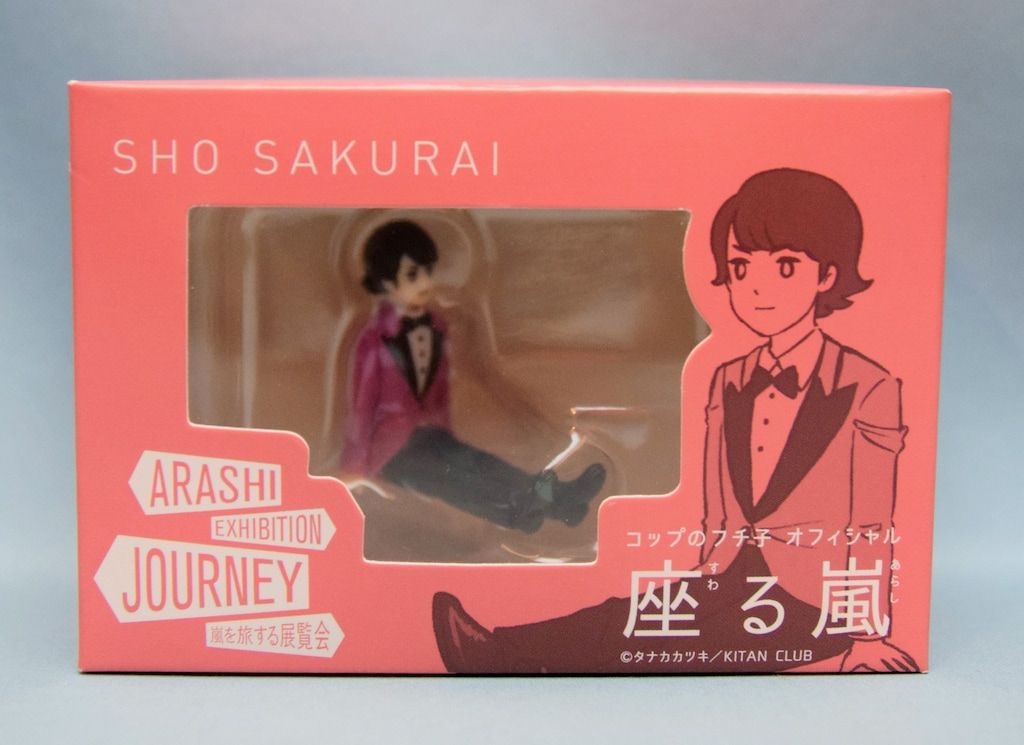 SHO SAKURAI
ARASHI
EXHIBITION
JOURNEY
嵐を旅する展覧会
コップのフチ子 オフィシャル
座る嵐
すわ
あらし
©タナカカツキ/KITAN CLUB